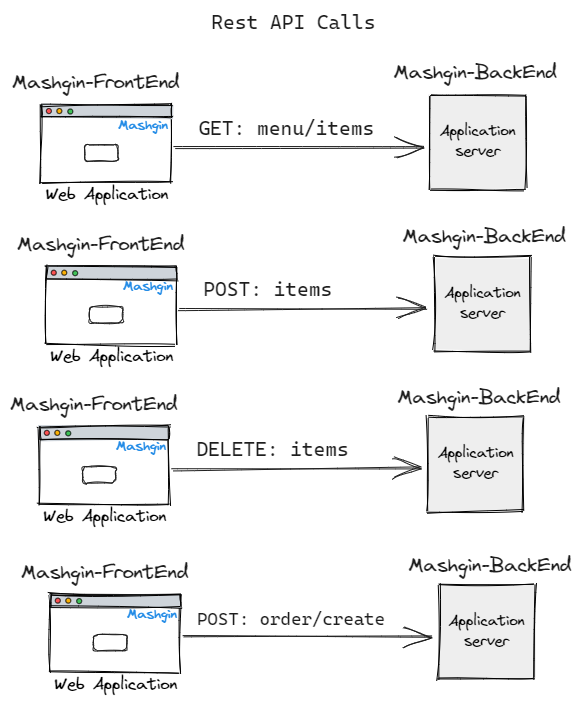 Rest API Calls
Mashgin-FrontEnd
Mashgin-BackEnd
Mashgin
GET: menu/items
Application
server
Web Application
Mashgin-FrontEnd
Mashgin-BackEnd
Mashgin
POST: items
Application
server
Web Application
Mashgin-FrontEnd
Mashgin-BackEnd
Mashgin
DELETE: items
Application
server
Web Application
Mashgin-FrontEnd
Mashgin-BackEnd
Mashgin
POST: order/create
Application
server
Web Application